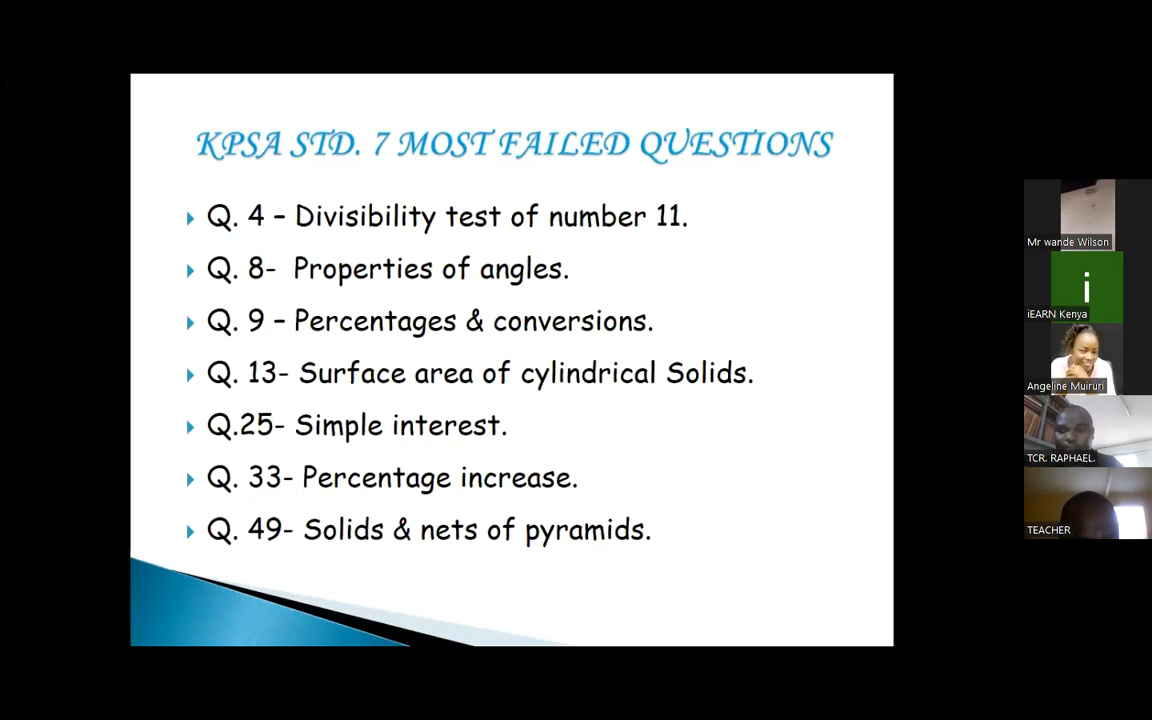 KPSA STD. 7 MOST FAILED QUESTIONS
Q. 4 – Divisibility test of number 11.
Q. 8- Properties of angles.
Q. 9 – Percentages & conversions.
Q. 13- Surface area of cylindrical Solids.
Q.25- Simple interest.
Q. 33- Percentage increase.
Q. 49- Solids & nets of pyramids.
Mr wande Wilson
i
iEARN Kenya
Angeline Muiruri
TCR. RAPHAEL.
TEACHER